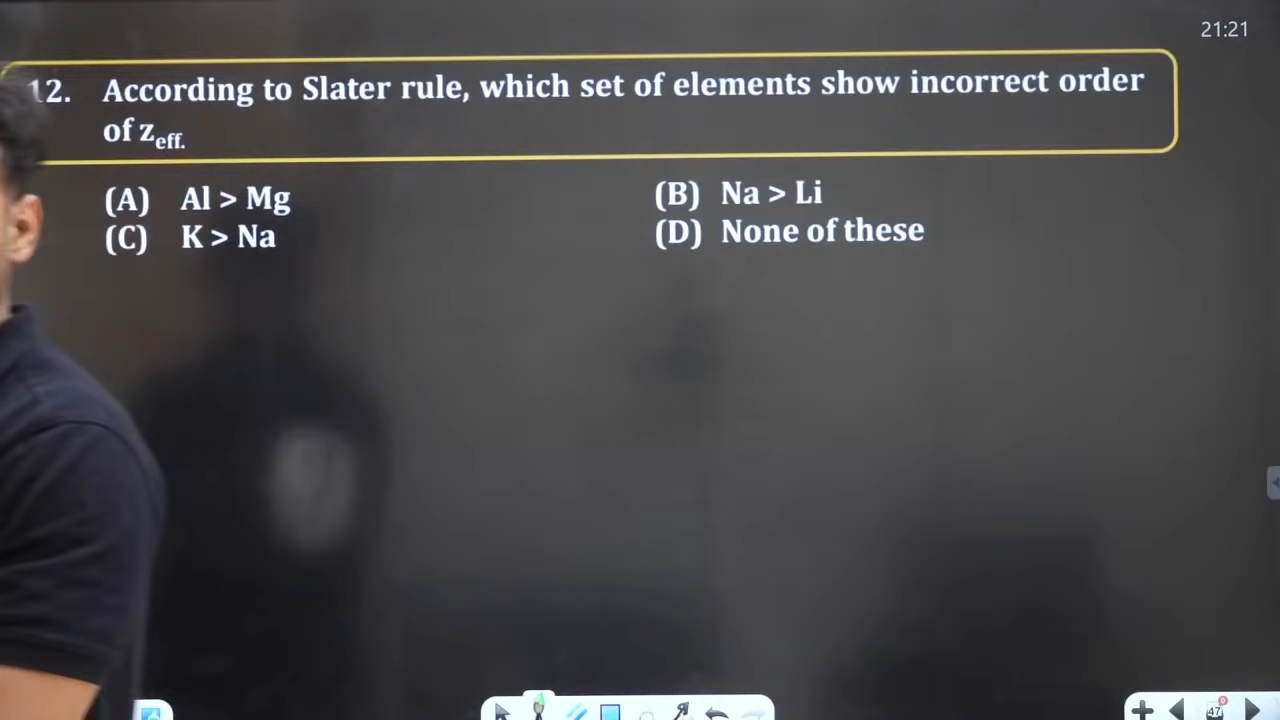 21:21
12. According to Slater rule, which set of elements show incorrect order
of zeff.
(A) Al > Mg
(B) Na > Li
(C) K > Na
(D) None of these
47